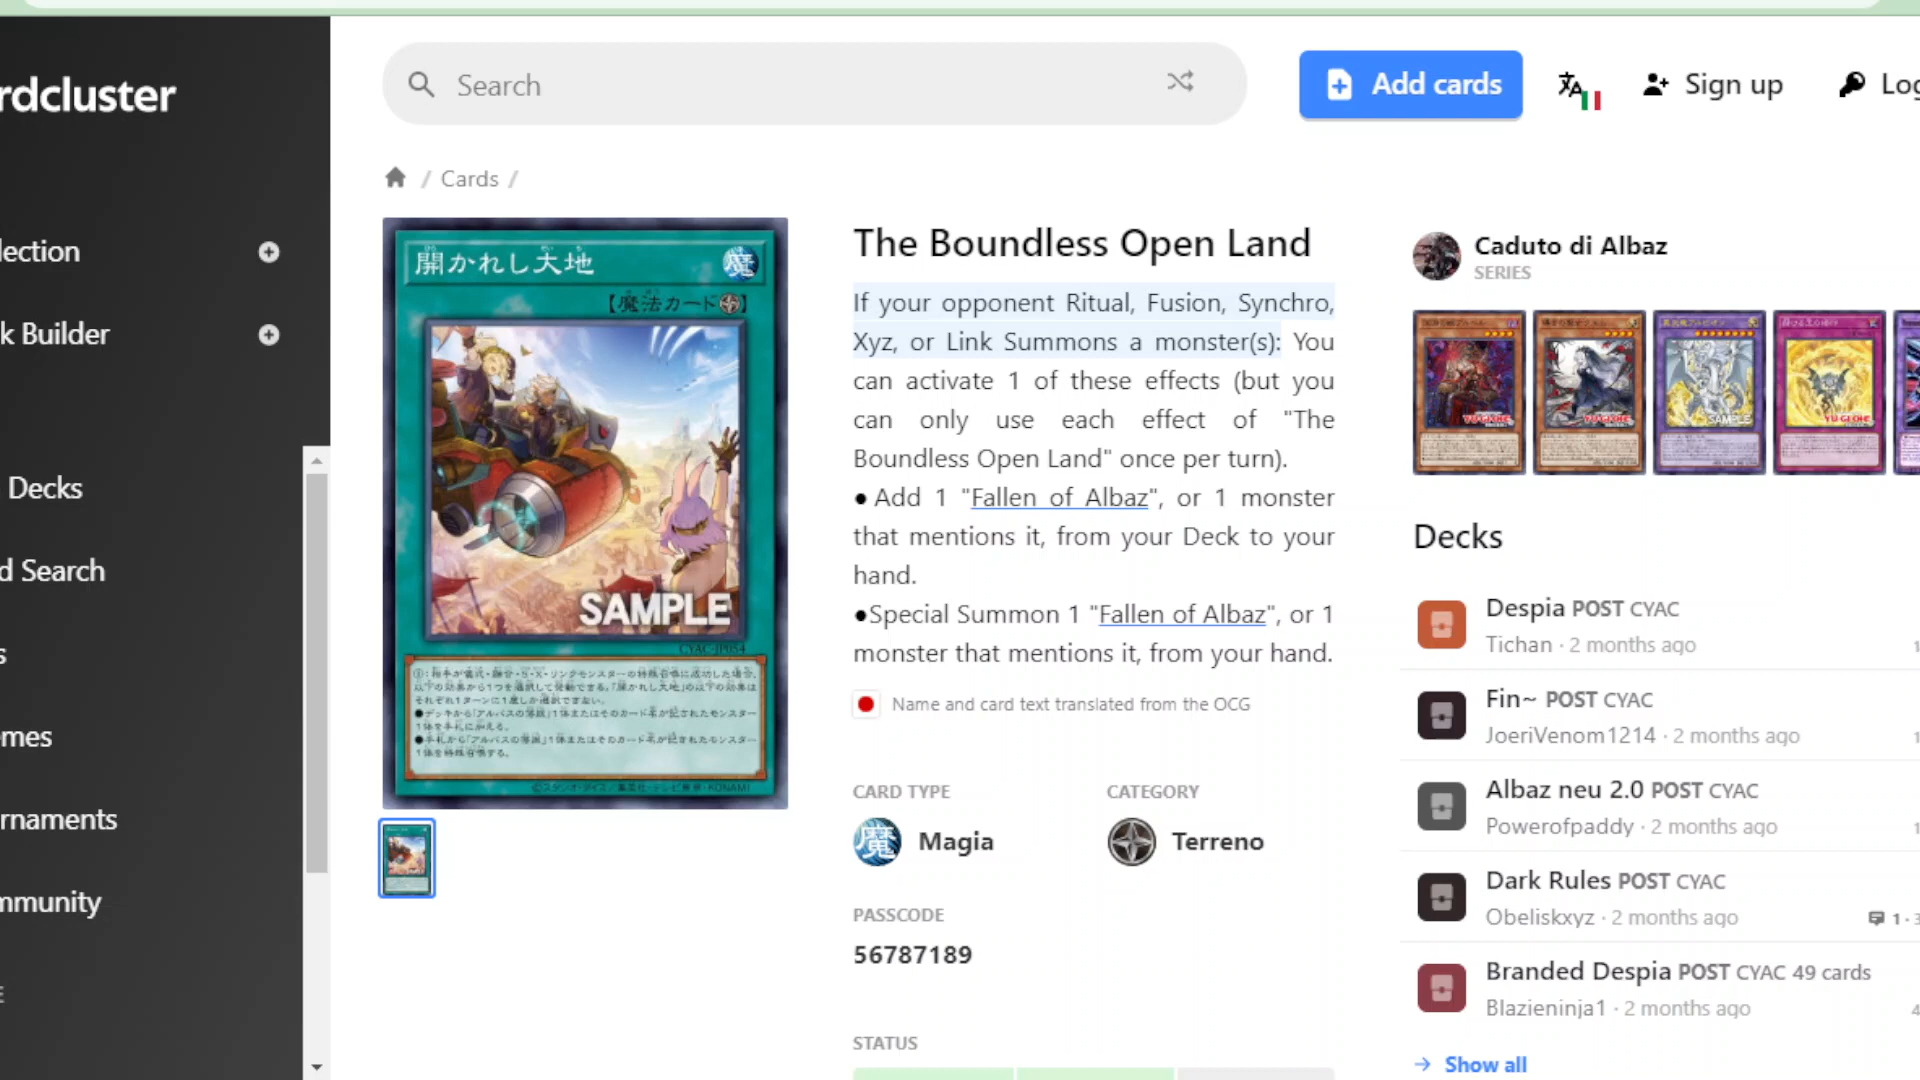 rdcluster
Search
Add cards
Sign up
Log
/ Cards /
lection
k Builder
Decks
d Search
s
mes
rnaments
mmunity
E
開かれし大地
【魔法カード】
SAMPLE
CYAC-JP054
The Boundless Open Land
If your opponent Ritual, Fusion, Synchro,
Xyz, or Link Summons a monster(s): You
can activate 1 of these effects (but you
can only use each effect of "The
Boundless Open Land" once per turn).
● Add 1 "Fallen of Albaz", or 1 monster
that mentions it, from your Deck to your
hand.
●Special Summon 1 "Fallen of Albaz", or 1
monster that mentions it, from your hand.
Name and card text translated from the OCG
CARD TYPE
魔 Magia
CATEGORY
Terreno
PASSCODE
56787189
STATUS
Caduto di Albaz
SERIES
Decks
Despia POST CYAC
Tichan · 2 months ago
Fin~ POST CYAC
JoeriVenom1214 · 2 months ago
Albaz neu 2.0 POST CYAC
Powerofpaddy · 2 months ago
Dark Rules POST CYAC
Obeliskxyz · 2 months ago
1 · 3
Branded Despia POST CYAC 49 cards
Blazieninja1 · 2 months ago
→ Show all